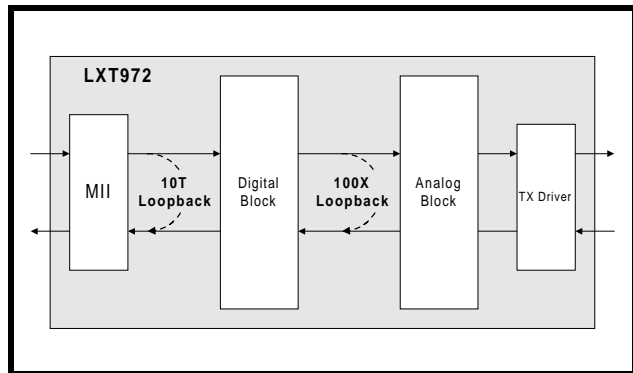 LXT972
MII
10T
Loopback
Digital
Block
100X
Loopback
Analog
Block
TX Driver